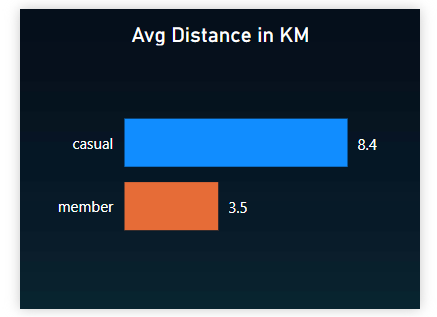 Avg Distance in KM
casual 8.4
member 3.5